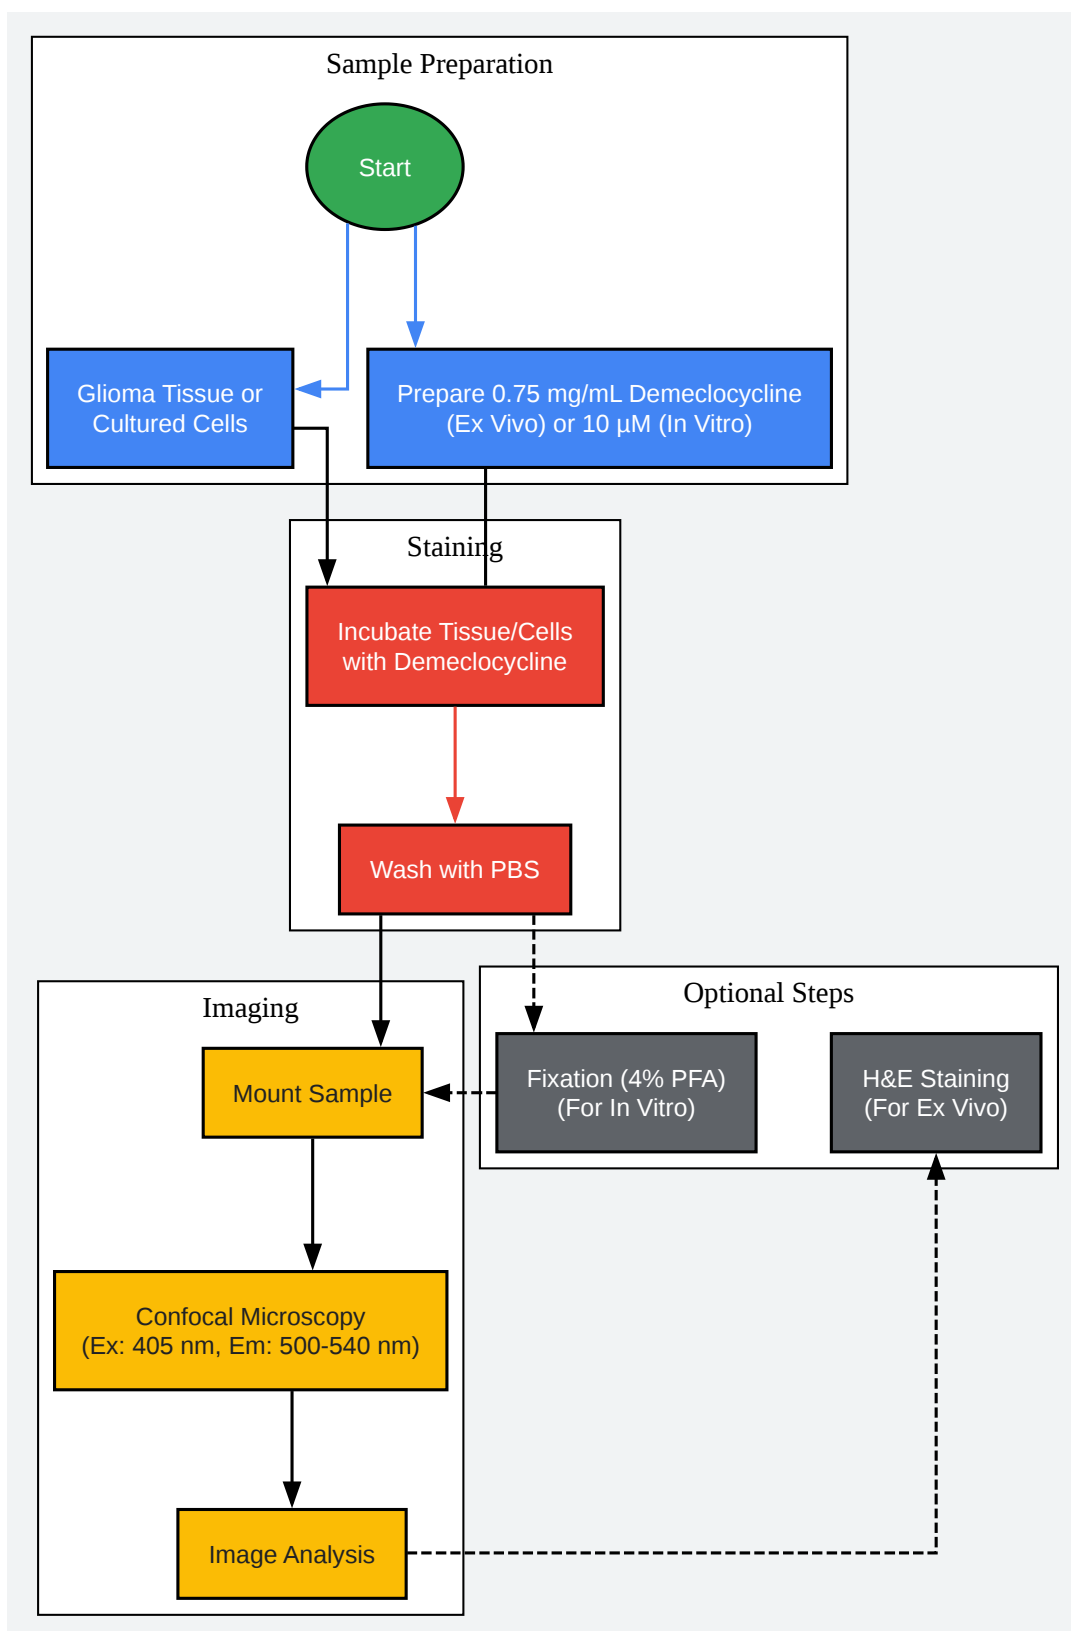 Sample Preparation
Start
Glioma Tissue or
Cultured Cells
Prepare 0.75 mg/mL Demeclocycline
(Ex Vivo) or 10 µM (In Vitro)
Staining
Incubate Tissue/Cells
with Demeclocycline
Wash with PBS
Imaging
Mount Sample
Optional Steps
Fixation (4% PFA)
(For In Vitro)
H&E Staining
(For Ex Vivo)
Confocal Microscopy
(Ex: 405 nm, Em: 500-540 nm)
Image Analysis